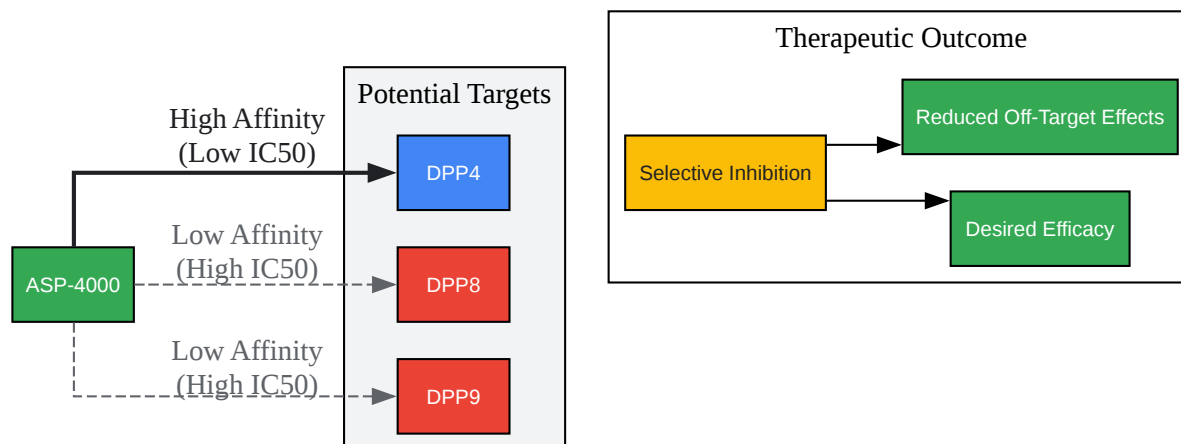 Therapeutic Outcome
Potential Targets
High Affinity
(Low IC50)
Reduced Off-Target Effects
DPP4
Selective Inhibition
Low Affinity
(High IC50)
Desired Efficacy
ASP-4000
DPP8
Low Affinity
(High IC50)
DPP9